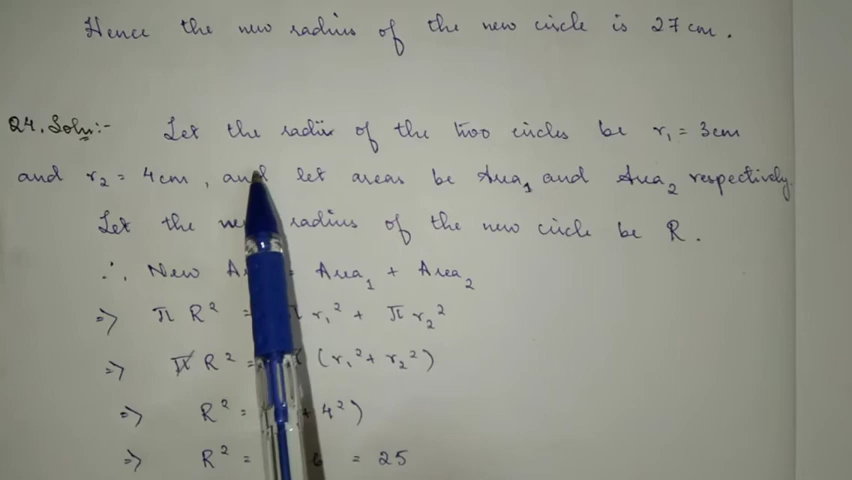 Hence the new radius of the new circle is 27 cm.
Q4. Soln:- Let the radii of the two circles be r₁ = 3cm
and r₂ = 4cm, and let areas be Area₁ and Area₂ respectively.
Let the new radius of the new circle be R.
∴ New A = Area₁ + Area₂
=> π R² = r₁² + π r₂²
=> π R² = (r₁² + r₂²)
=> R² = + 4²)
=> R² = = 25